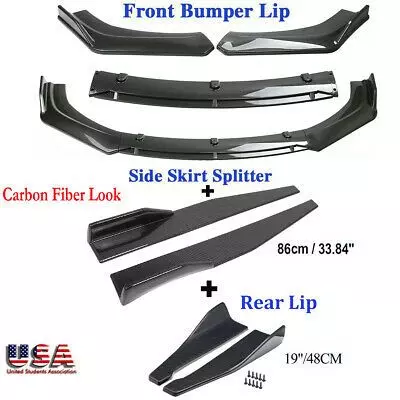 Front Bumper Lip
Side Skirt Splitter
+
Carbon Fiber Look
86cm / 33.84"
+
Rear Lip
19"/48CM
USA
United Students Association